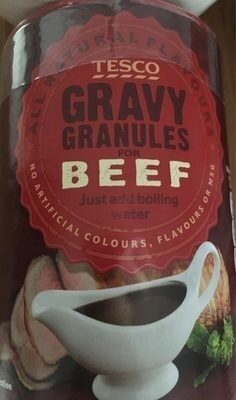 ALL NATURAL FLAVOURS
TESCO
GRAVY
GRANULES
FOR
BEEF
Just add boiling
water
NO ARTIFICIAL COLOURS, FLAVOURS OR MSG